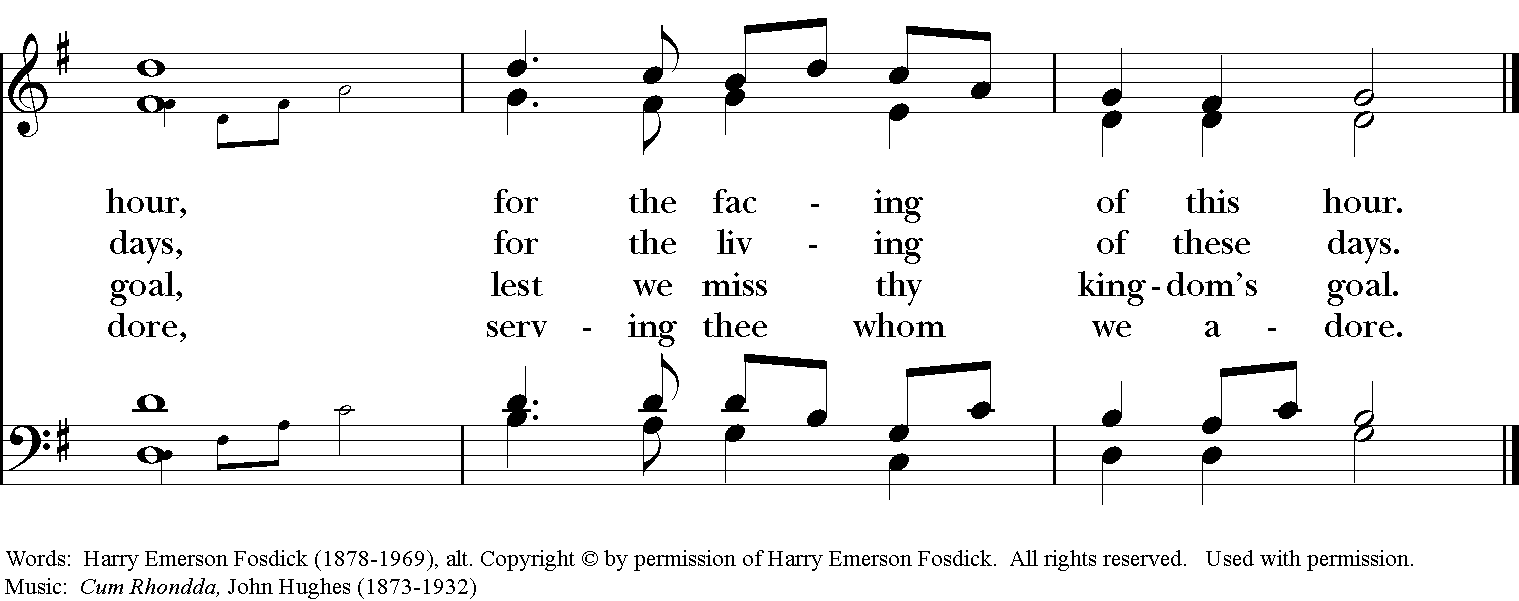 hour, for the fac - ing of this hour.
days, for the liv - ing of these days.
goal, lest we miss thy king - dom's goal.
dore, serv - ing thee whom we a - dore.
Words: Harry Emerson Fosdick (1878-1969), alt. Copyright © by permission of Harry Emerson Fosdick. All rights reserved. Used with permission.
Music: Cum Rhondda, John Hughes (1873-1932)